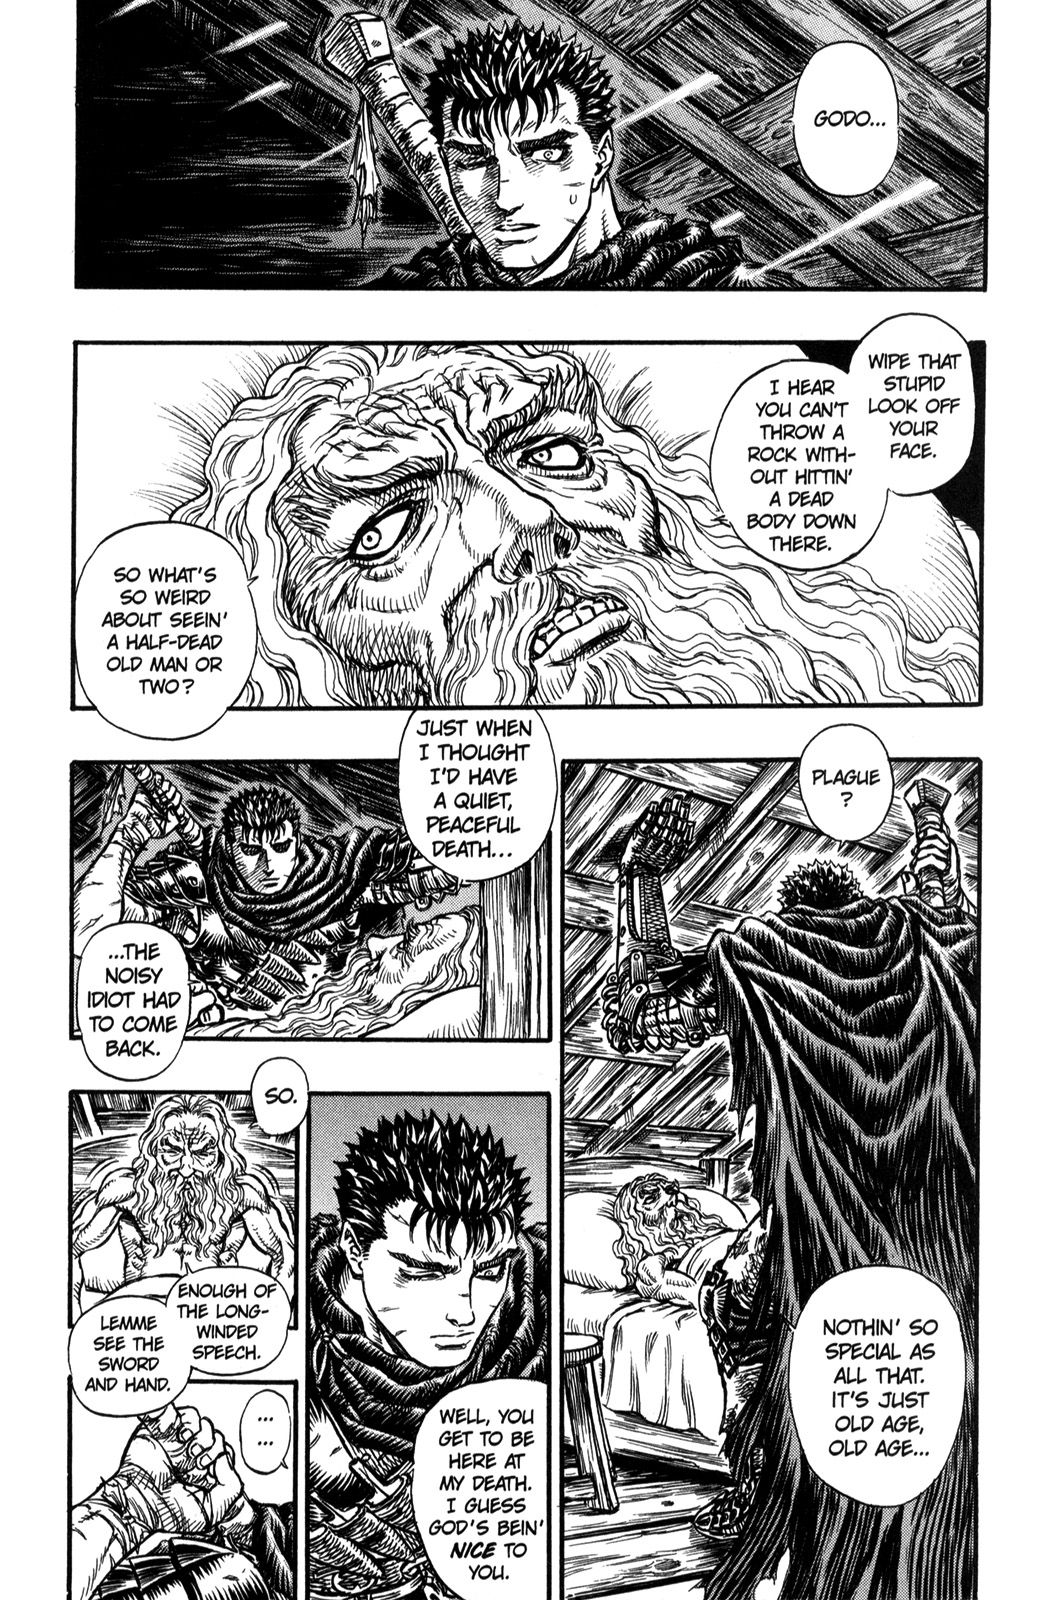 GODO...
WIPE THAT
STUPID
LOOK OFF
YOUR
FACE.
I HEAR
YOU CAN'T
THROW A
ROCK WITH-
OUT HITTIN'
A DEAD
BODY DOWN
THERE.
SO WHAT'S
SO WEIRD
ABOUT SEEIN'
A HALF-DEAD
OLD MAN OR
TWO?
PLAGUE
?
NOTHIN' SO
SPECIAL AS
ALL THAT.
IT'S JUST
OLD AGE,
OLD AGE...
JUST WHEN
I THOUGHT
I'D HAVE
A QUIET,
PEACEFUL
DEATH...
...THE
NOISY
IDIOT HAD
TO COME
BACK.
WELL, YOU
GET TO BE
HERE AT
MY DEATH.
I GUESS
GOD'S BEIN'
NICE TO
YOU.
SO.
ENOUGH OF
THE LONG-
WINDED
SPEECH.
LEMME
SEE THE
SWORD
AND HAND.
...
...